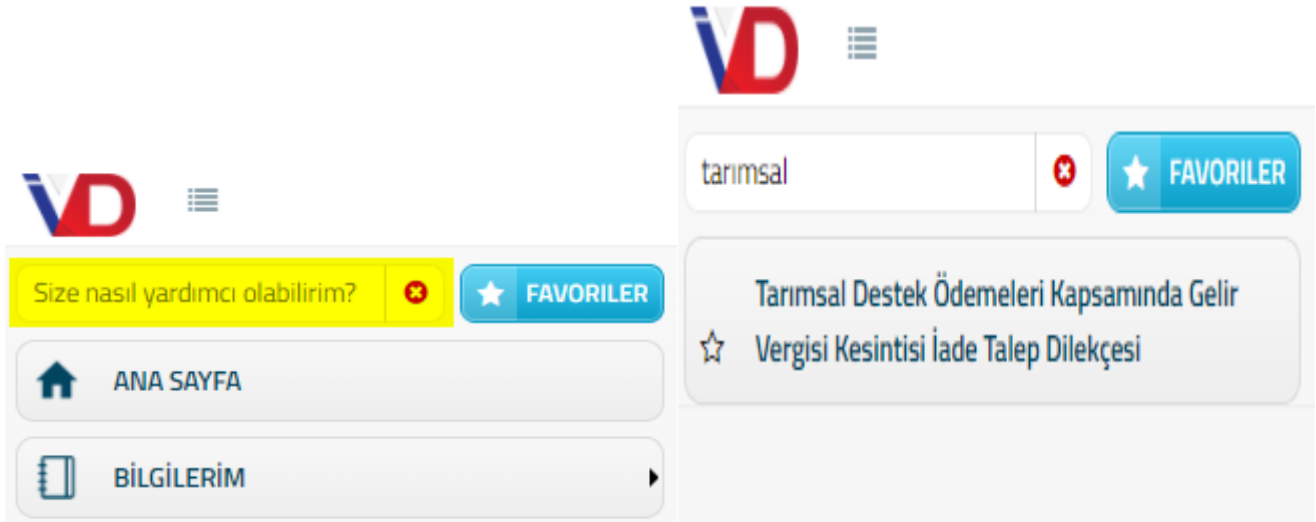 İVD
Size nasıl yardımcı olabilirim?
FAVORILER
ANA SAYFA
BİLGİLERİM
İVD
tarımsal
FAVORILER
Tarımsal Destek Ödemeleri Kapsamında Gelir
Vergisi Kesintisi İade Talep Dilekçesi